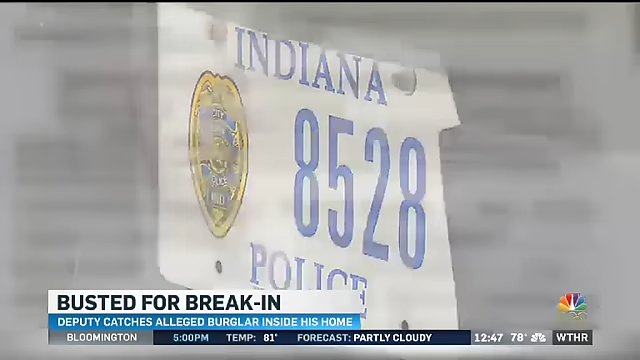 INDIANA
8528
POLICE
BUSTED FOR BREAK-IN
DEPUTY CATCHES ALLEGED BURGLAR INSIDE HIS HOME
BLOOMINGTON 5:00PM TEMP: 81° FORECAST: PARTLY CLOUDY 12:47 78° WTHR